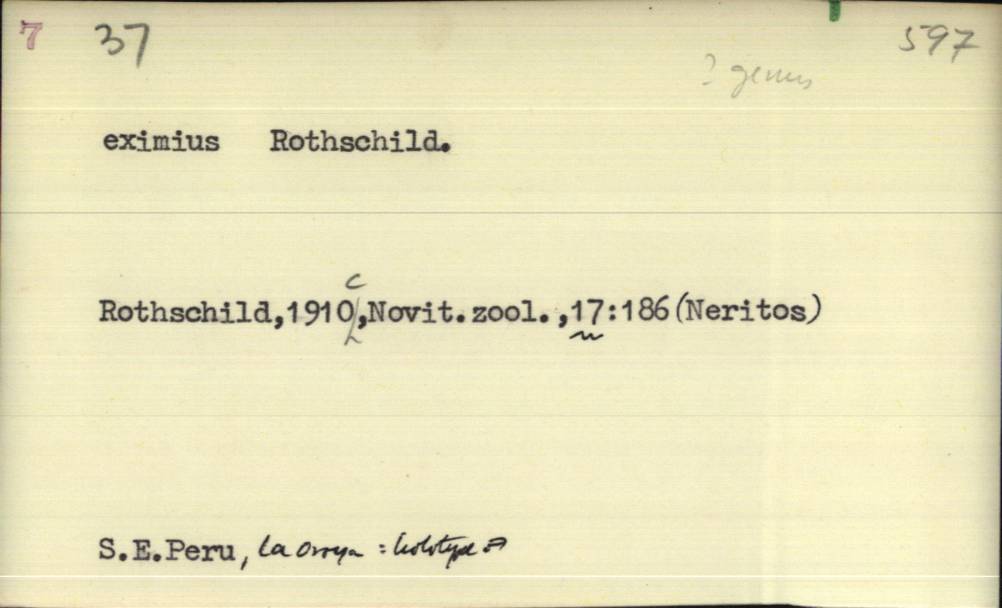 7 37 597
? genus
eximius Rothschild.
c
Rothschild,1910,Novit.zool.,17:186(Neritos)
S.E.Peru, La Oroya : holotype